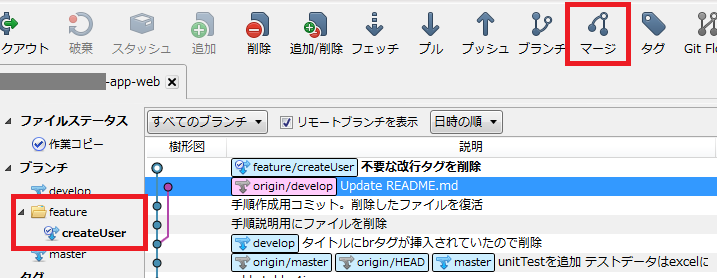 クアウト 破棄 スタッシュ 追加 削除 追加/削除 フェッチ プル プッシュ ブランチ マージ タグ Git Fl
-app-web
ファイルステータス
作業コピー
ブランチ
develop
feature
createUser
master
すべてのブランチ リモートブランチを表示 日時の順
樹形図 説明
feature/createUser 不要な改行タグを削除
origin/develop Update README.md
手順作成用コミット。削除したファイルを復活
手順説明用にファイルを削除
develop タイトルにbrタグが挿入されていたので削除
origin/master origin/HEAD master unitTestを追加 テストデータはexcelに